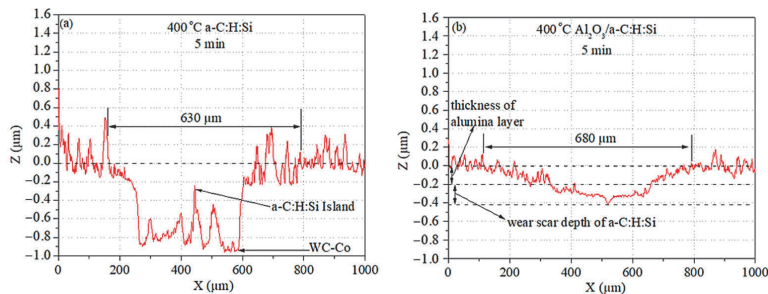 (a)
400°C a-C:H:Si
5 min
630 μm
a-C:H:Si Island
WC-Co
Z (μm)
1.6
1.4
1.2
1.0
0.8
0.6
0.4
0.2
0.0
−0.2
−0.4
−0.6
−0.8
−1.0
0
200
400
600
800
1000
X (μm)
(b)
400°C Al₂O₃/a-C:H:Si
5 min
thickness of
alumina layer
680 μm
wear scar depth of a-C:H:Si
Z (μm)
1.6
1.4
1.2
1.0
0.8
0.6
0.4
0.2
0.0
−0.2
−0.4
−0.6
−0.8
−1.0
0
200
400
600
800
1000
X (μm)